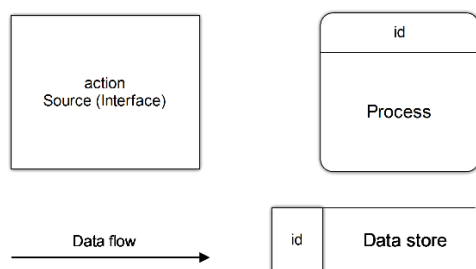 action
Source (Interface)
id
Process
Data flow
id
Data store